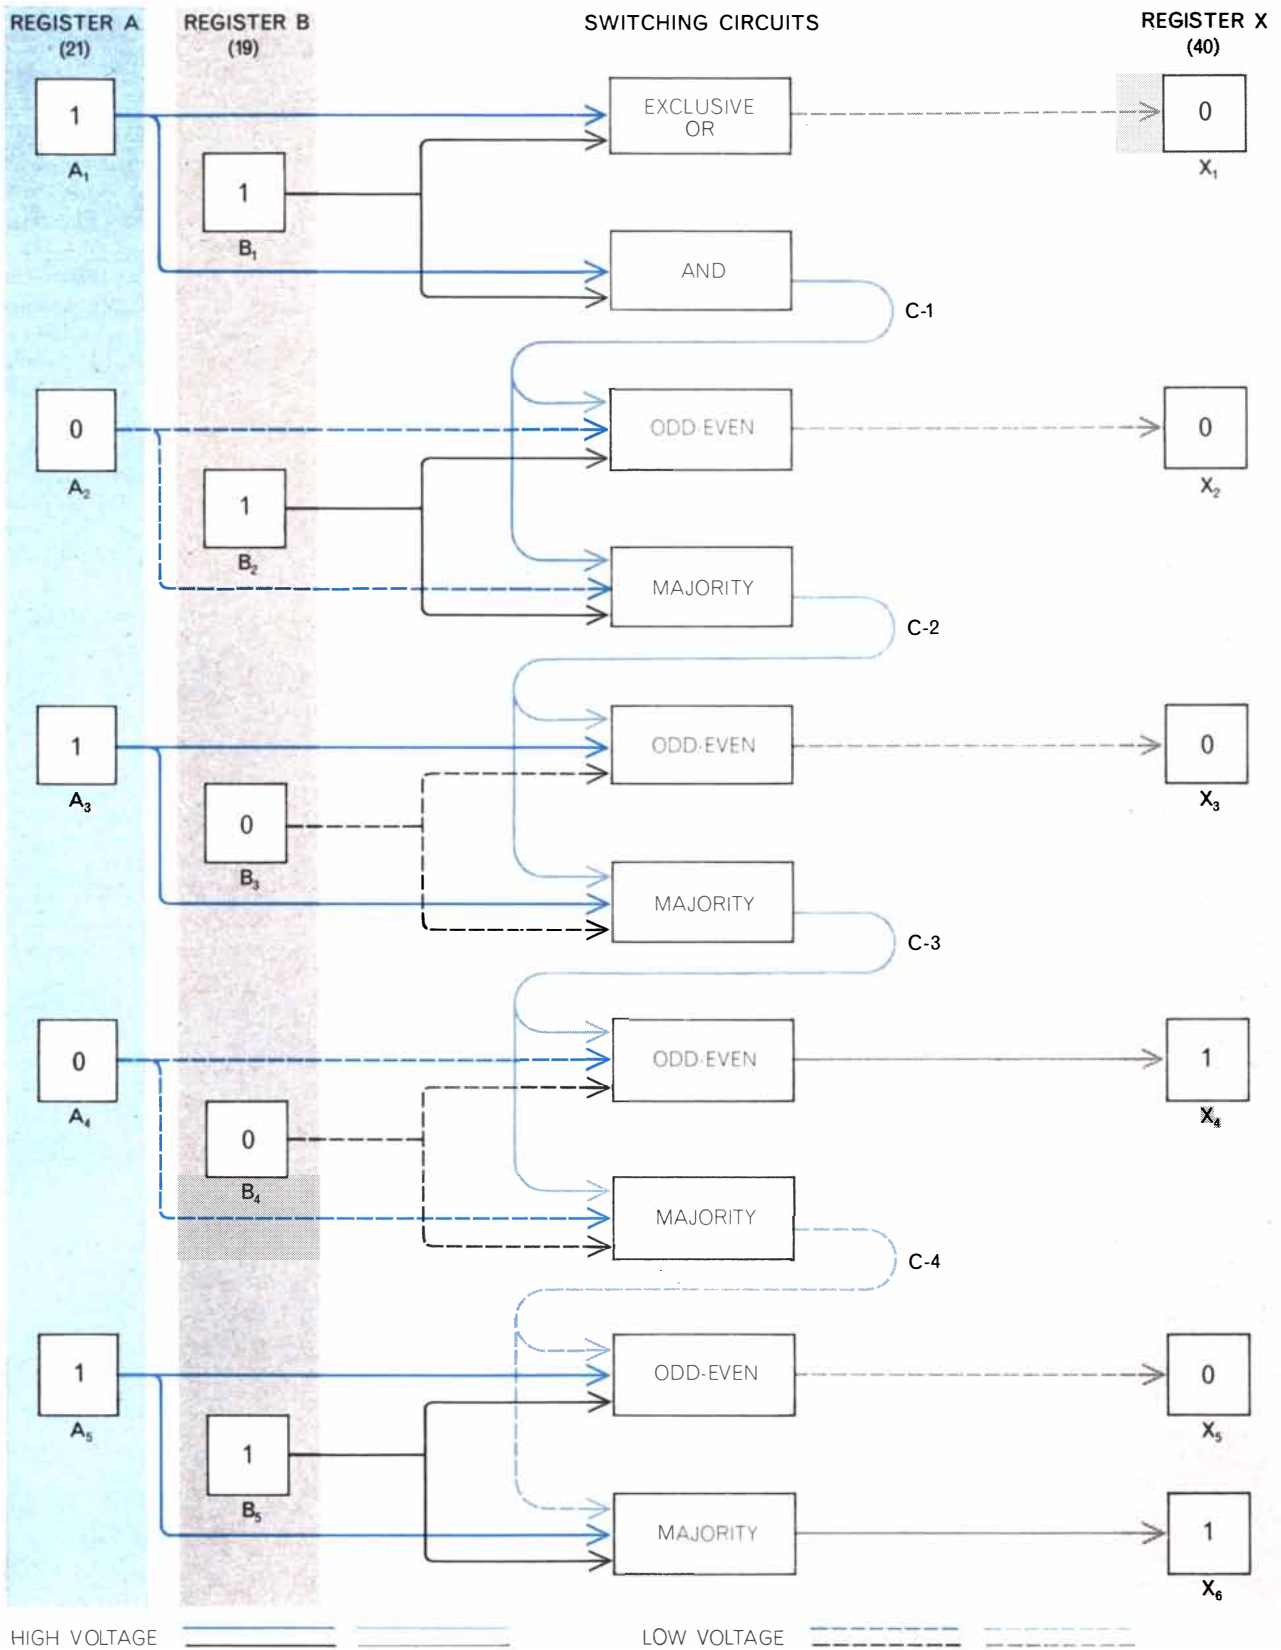 REGISTER A REGISTER B SWITCHING CIRCUITS REGISTER X
(21) (19) (40)
1 EXCLUSIVE OR 0
A₁ X₁
1
B₁
AND
C-1
0 ODD-EVEN 0
A₂ X₂
1
B₂
MAJORITY
C-2
1 ODD-EVEN 0
A₃ X₃
0
B₃
MAJORITY
C-3
0 ODD-EVEN 1
A₄ X₄
0
B₄
MAJORITY
C-4
1 ODD-EVEN 0
A₅ X₅
1
B₅
MAJORITY 1
X₆
HIGH VOLTAGE LOW VOLTAGE